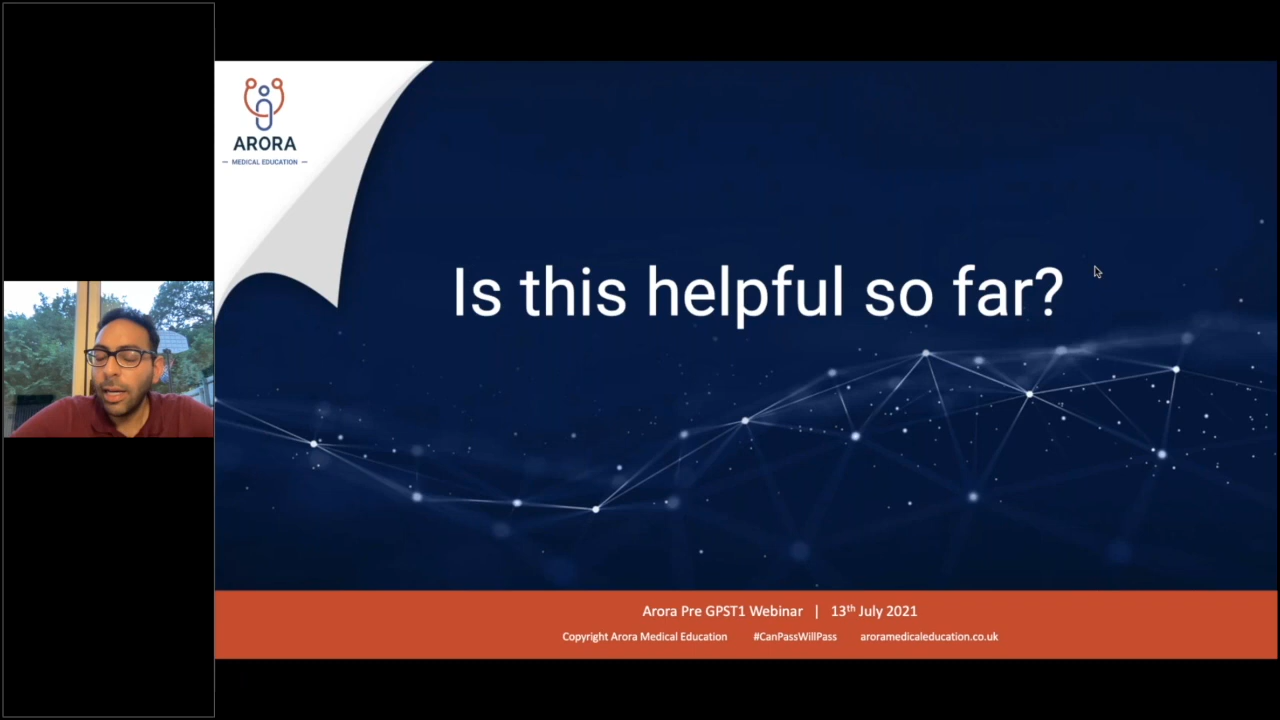 ARORA
MEDICAL EDUCATION
Is this helpful so far?
Arora Pre GPST1 Webinar | 13th July 2021
Copyright Arora Medical Education #CanPassWillPass aroramedicaleducation.co.uk